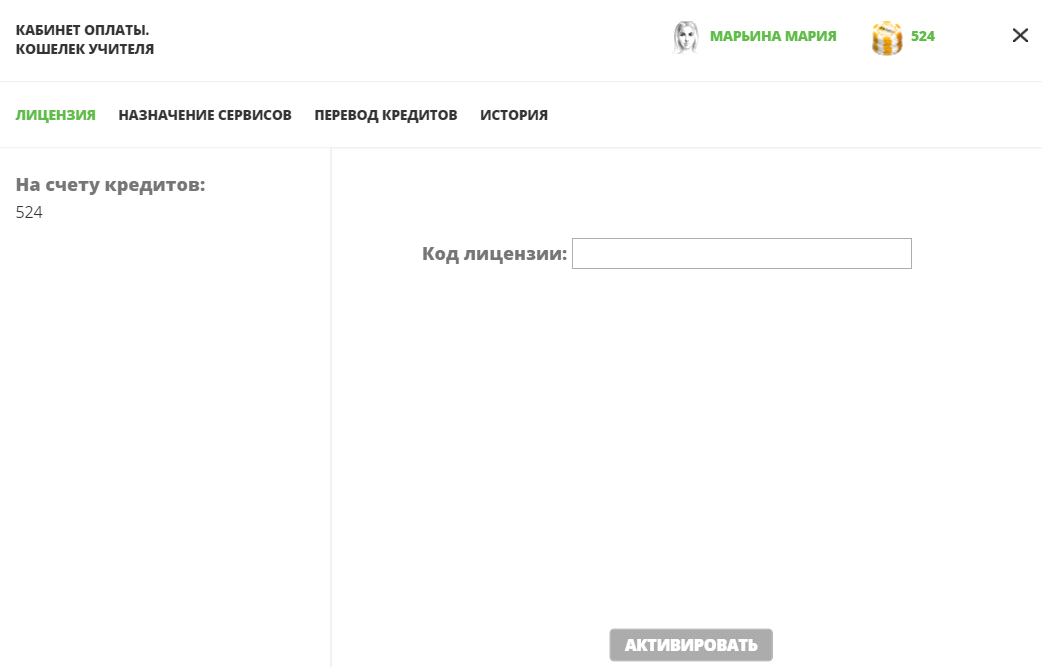 КАБИНЕТ ОПЛАТЫ.
КОШЕЛЕК УЧИТЕЛЯ
МАРЬИНА МАРИЯ
524
ЛИЦЕНЗИЯ НАЗНАЧЕНИЕ СЕРВИСОВ ПЕРЕВОД КРЕДИТОВ ИСТОРИЯ
На счету кредитов:
524
Код лицензии:
АКТИВИРОВАТЬ